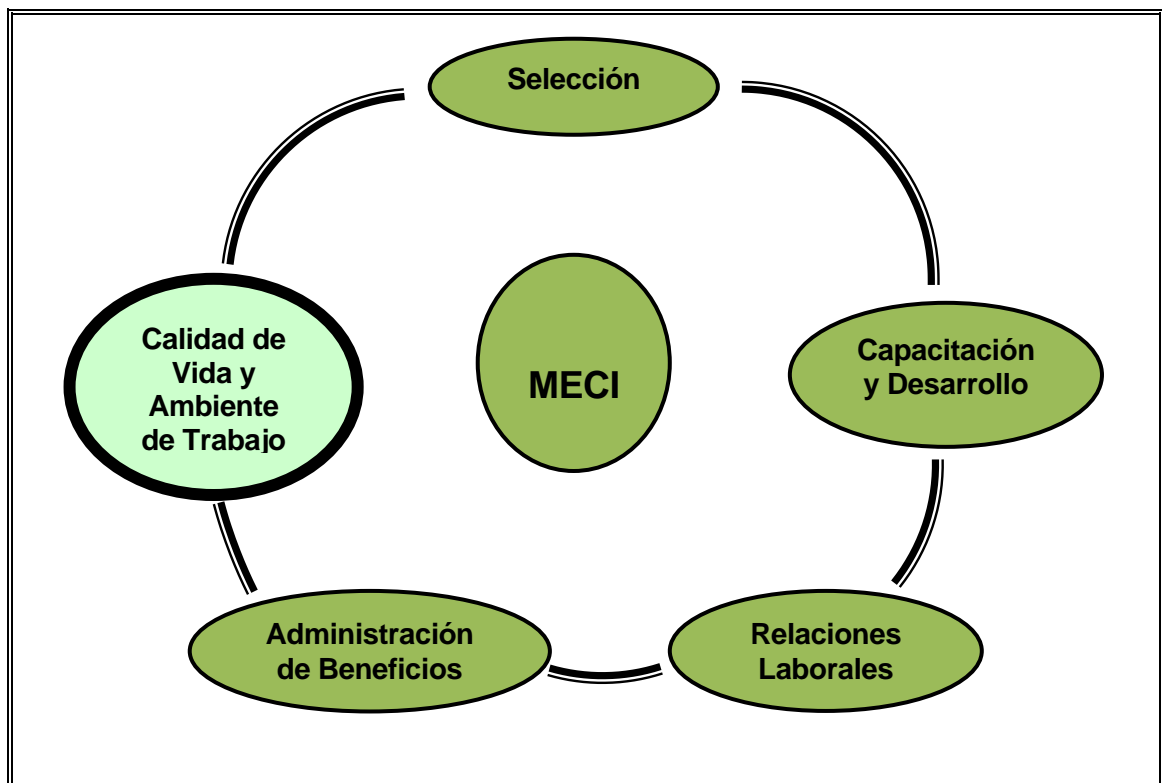 Selección
Capacitación
y Desarrollo
Relaciones
Laborales
Administración
de Beneficios
Calidad de
Vida y
Ambiente
de Trabajo
MECI